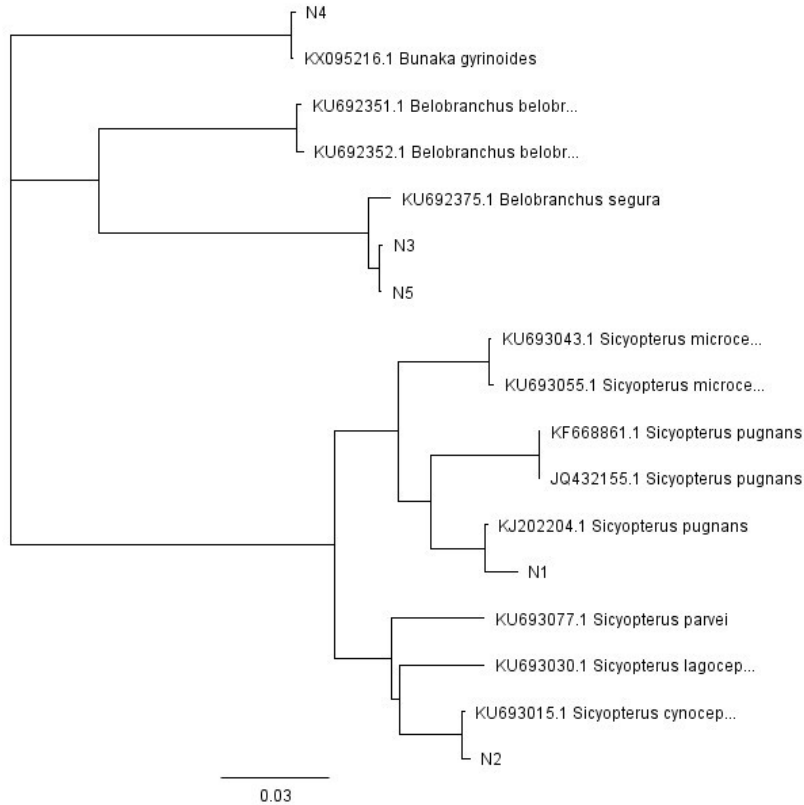 N4
KX095216.1 Bunaka gyrinoides
KU692351.1 Belobranchus belobr...
KU692352.1 Belobranchus belobr...
KU692375.1 Belobranchus segura
N3
N5
KU693043.1 Sicyopterus microce...
KU693055.1 Sicyopterus microce...
KF668861.1 Sicyopterus pugnans
JQ432155.1 Sicyopterus pugnans
KJ202204.1 Sicyopterus pugnans
N1
KU693077.1 Sicyopterus parvei
KU693030.1 Sicyopterus lagocep...
KU693015.1 Sicyopterus cynocep...
N2
0.03